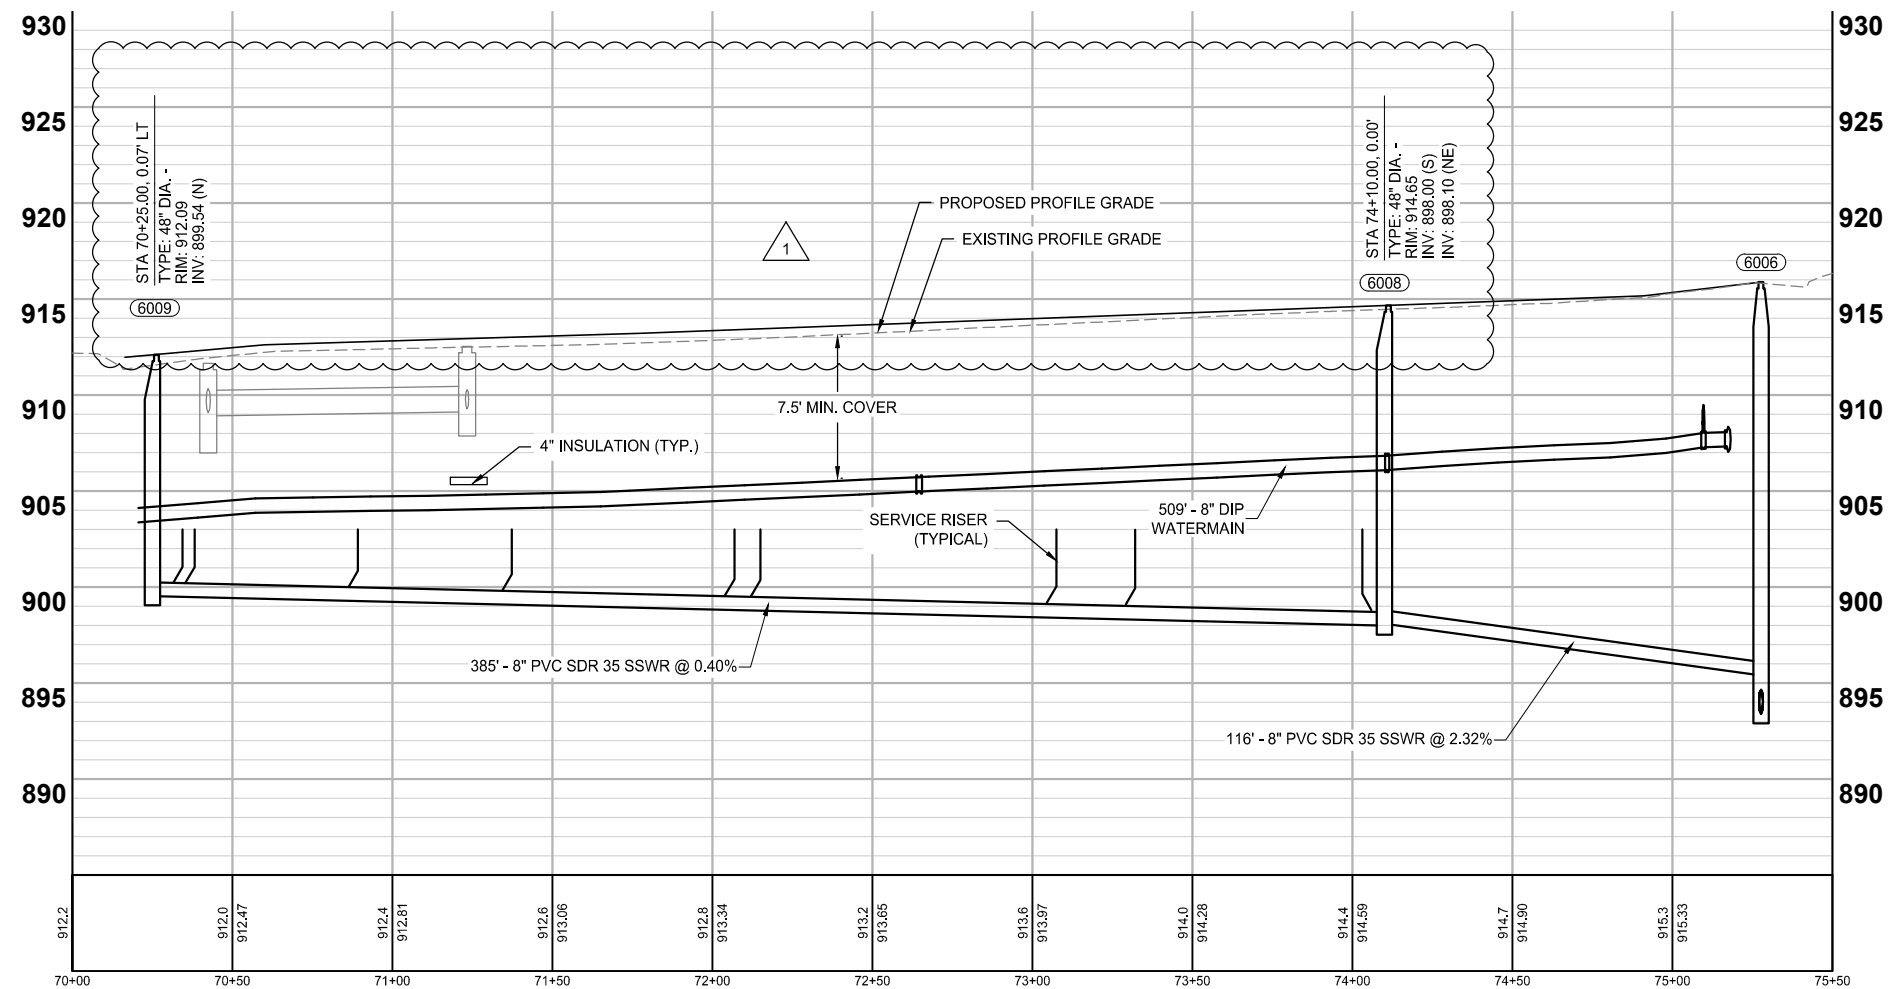 930
930
925
925
920
920
915
915
910
910
905
905
900
900
895
895
890
890
STA 70+25.00, 0.07' LT
TYPE: 48" DIA. -
RIM: 912.09
INV: 899.54 (N)
6009
PROPOSED PROFILE GRADE
EXISTING PROFILE GRADE
1
STA 74+10.00, 0.00'
TYPE: 48" DIA. -
RIM: 914.65
INV: 898.00 (S)
INV: 898.10 (NE)
6008
6006
7.5' MIN. COVER
4" INSULATION (TYP.)
SERVICE RISER
(TYPICAL)
509' - 8" DIP
WATERMAIN
385' - 8" PVC SDR 35 SSWR @ 0.40%
116' - 8" PVC SDR 35 SSWR @ 2.32%
912.2
912.0
912.47
912.4
912.81
912.6
913.06
912.8
913.34
913.2
913.65
913.6
913.97
914.0
914.28
914.4
914.59
914.7
914.90
915.3
915.33
70+00
70+50
71+00
71+50
72+00
72+50
73+00
73+50
74+00
74+50
75+00
75+50